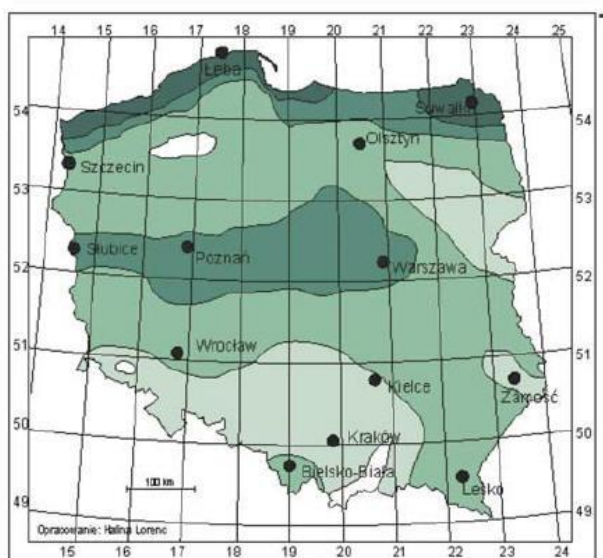 14 15 16 17 18 19 20 21 22 23 24 25
Łeba
54 Suwałki 54
Olsztyn
Szczecin
53 53
Słubice Poznań
52 Warszawa 52
Wrocław
51 51
Kielce
Zamość
50 Kraków 50
Bielsko-Biała
100 km Lesko
49 49
Opracowanie: Halina Lorenc
15 16 17 18 19 20 21 22 23 24